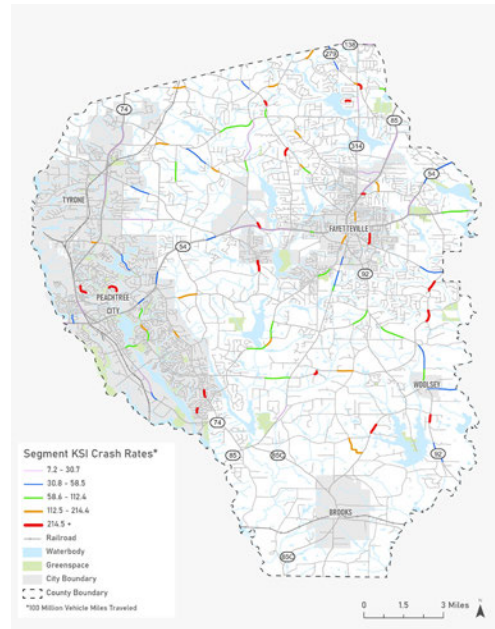 138
279
74
85
314
54
TYRONE
FAYETTEVILLE
54
92
PEACHTREE
CITY
WOOLSEY
74
85
85C
92
BROOKS
85C
Segment KSI Crash Rates*
7.2 - 30.7
30.8 - 58.5
58.6 - 112.4
112.5 - 214.4
214.5 +
Railroad
Waterbody
Greenspace
City Boundary
County Boundary
*100 Million Vehicle Miles Traveled
0 1.5 3 Miles